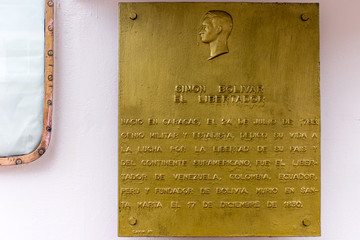 SIMON BOLIVAR
EL LIBERTADOR
NACIO EN CARACAS, EL 24 DE JULIO DE 1783
GENIO MILITAR Y ESTADISTA, DEDICO SU VIDA A
LA LUCHA POR LA LIBERTAD DE SU PAIS Y
DEL CONTINENTE SURAMERICANO. FUE EL LIBER-
TADOR DE VENEZUELA, COLOMBIA, ECUADOR,
PERU Y FUNDADOR DE BOLIVIA. MURIO EN SAN-
TA MARTA EL 17 DE DICIEMBRE DE 1830.